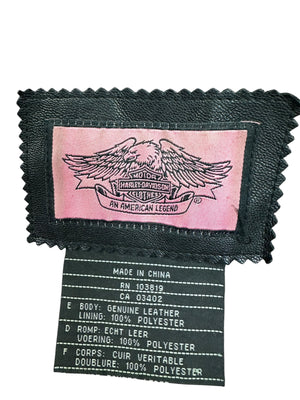 MOTOR
HARLEY-DAVIDSON
CLOTHES
AN AMERICAN LEGEND
®
MADE IN CHINA
RN 103819
CA 03402
E BODY: GENUINE LEATHER
LINING: 100% POLYESTER
D ROMP: ECHT LEER
VOERING: 100% POLYESTER
F CORPS: CUIR VERITABLE
DOUBLURE: 100% POLYESTER